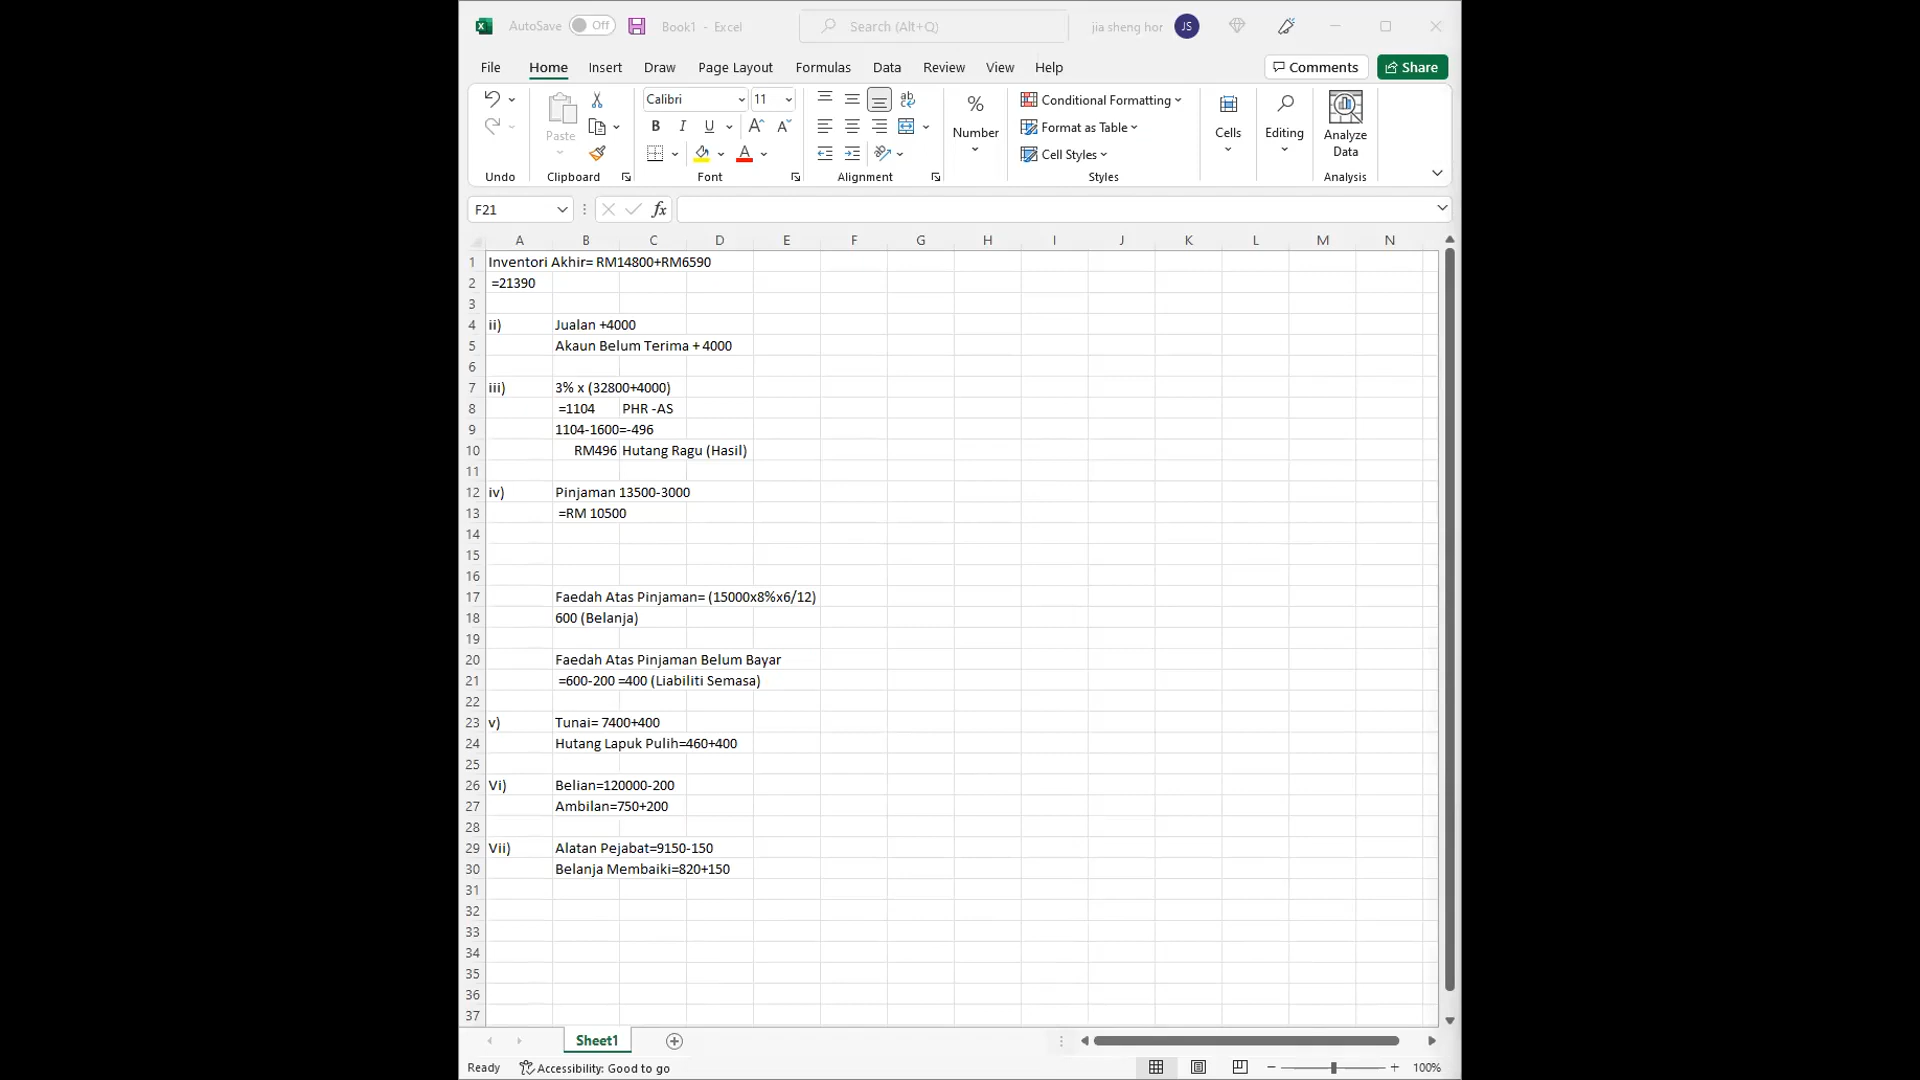 AutoSave Off Book1 - Excel Search (Alt+Q) jia sheng hor JS
File Home Insert Draw Page Layout Formulas Data Review View Help Comments Share
Calibri 11
Paste
B I U A A
Number
Conditional Formatting
Format as Table
Cell Styles
Cells
Editing
Analyze Data
Undo Clipboard Font Alignment Styles Analysis
F21 fx
A B C D E F G H I J K L M N
1 Inventori Akhir= RM14800+RM6590
2 =21390
3
4 ii) Jualan +4000
5 Akaun Belum Terima + 4000
6
7 iii) 3% x (32800+4000)
8 =1104 PHR -AS
9 1104-1600=-496
10 RM496 Hutang Ragu (Hasil)
11
12 iv) Pinjaman 13500-3000
13 =RM 10500
14
15
16
17 Faedah Atas Pinjaman= (15000x8%x6/12)
18 600 (Belanja)
19
20 Faedah Atas Pinjaman Belum Bayar
21 =600-200 =400 (Liabiliti Semasa)
22
23 v) Tunai= 7400+400
24 Hutang Lapuk Pulih=460+400
25
26 Vi) Belian=120000-200
27 Ambilan=750+200
28
29 Vii) Alatan Pejabat=9150-150
30 Belanja Membaiki=820+150
31
32
33
34
35
36
37
Sheet1
Ready Accessibility: Good to go 100%